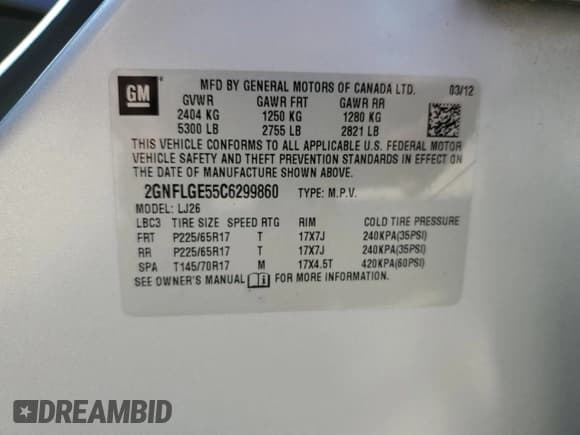 GM
MFD BY GENERAL MOTORS OF CANADA LTD. 03/12
GVWR GAWR FRT GAWR RR
2404 KG 1250 KG 1280 KG
5300 LB 2755 LB 2821 LB
THIS VEHICLE CONFORMS TO ALL APPLICABLE U.S. FEDERAL MOTOR
VEHICLE SAFETY AND THEFT PREVENTION STANDARDS IN EFFECT ON
THE DATE OF MANUFACTURE SHOWN ABOVE.
2GNFLGE55C6299860 TYPE: M.P.V.
MODEL: LJ26
LBC3 TIRE SIZE SPEED RTG RIM COLD TIRE PRESSURE
FRT P225/65R17 T 17X7J 240KPA(35PSI)
RR P225/65R17 T 17X7J 240KPA(35PSI)
SPA T145/70R17 M 17X4.5T 420KPA(60PSI)
SEE OWNER'S MANUAL FOR MORE INFORMATION.
DREAMBID